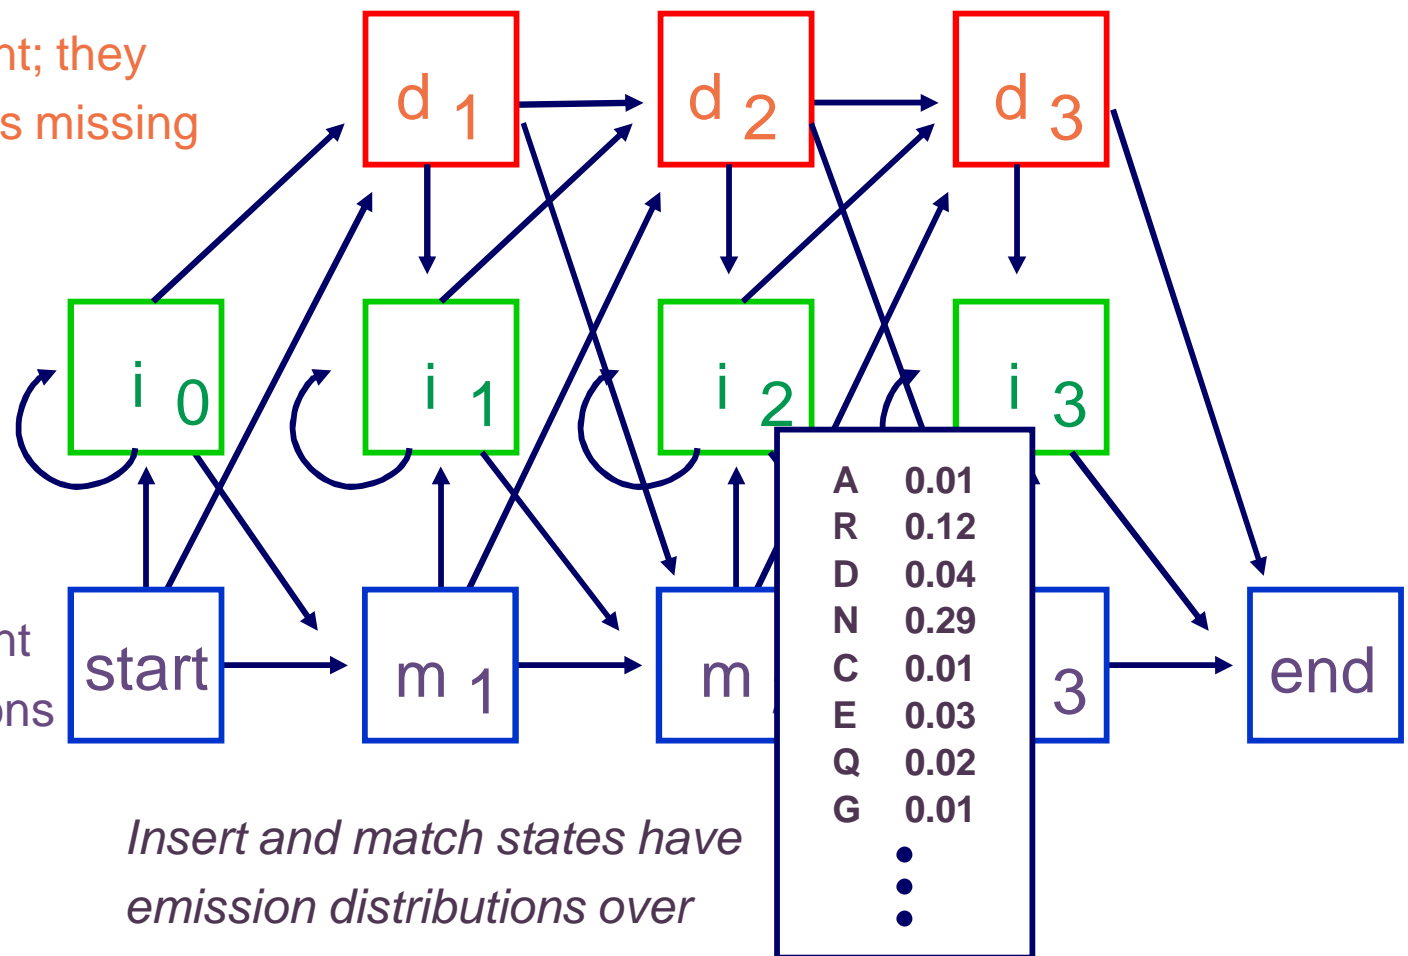 nt; they
s missing
d 1
d 2
d 3
i 0
i 1
i 2
i 3
nt
ons
start
m 1
m
3
end
A 0.01
R 0.12
D 0.04
N 0.29
C 0.01
E 0.03
Q 0.02
G 0.01
Insert and match states have
emission distributions over